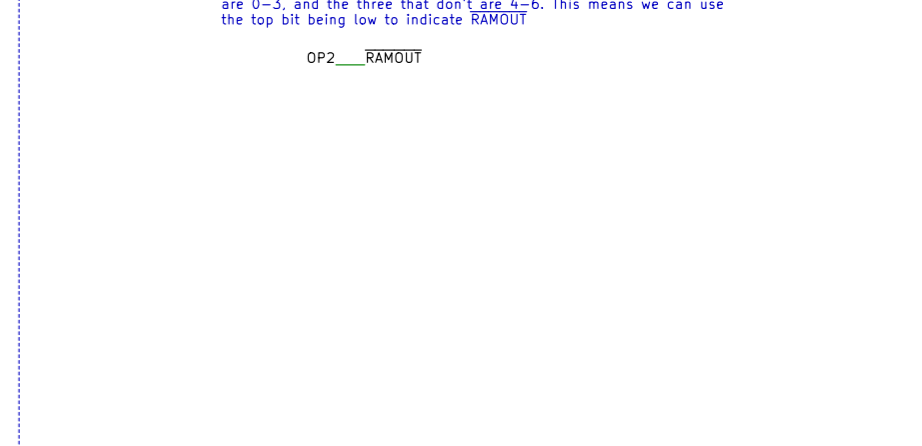 are 0-3, and the three that don't are 4-6. This means we can use
the top bit being low to indicate RAMOUT
OP2 RAMOUT